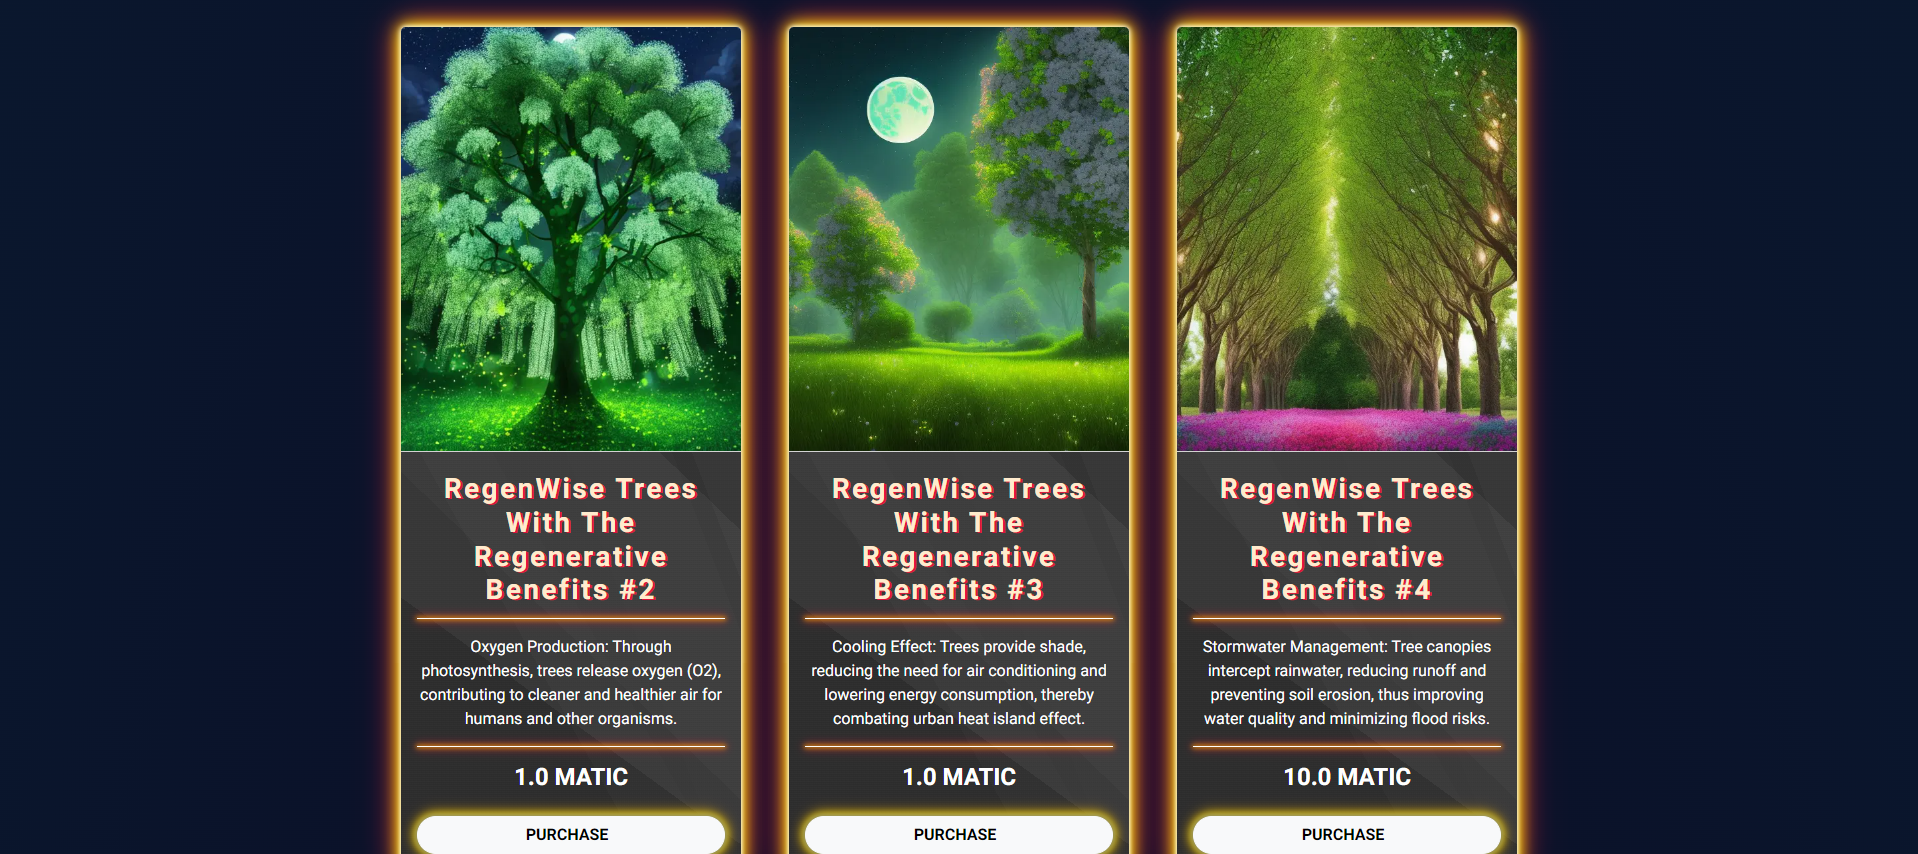 RegenWise Trees
With The
Regenerative
Benefits #2
Oxygen Production: Through
photosynthesis, trees release oxygen (O2),
contributing to cleaner and healthier air for
humans and other organisms.
1.0 MATIC
PURCHASE
RegenWise Trees
With The
Regenerative
Benefits #3
Cooling Effect: Trees provide shade,
reducing the need for air conditioning and
lowering energy consumption, thereby
combating urban heat island effect.
1.0 MATIC
PURCHASE
RegenWise Trees
With The
Regenerative
Benefits #4
Stormwater Management: Tree canopies
intercept rainwater, reducing runoff and
preventing soil erosion, thus improving
water quality and minimizing flood risks.
10.0 MATIC
PURCHASE